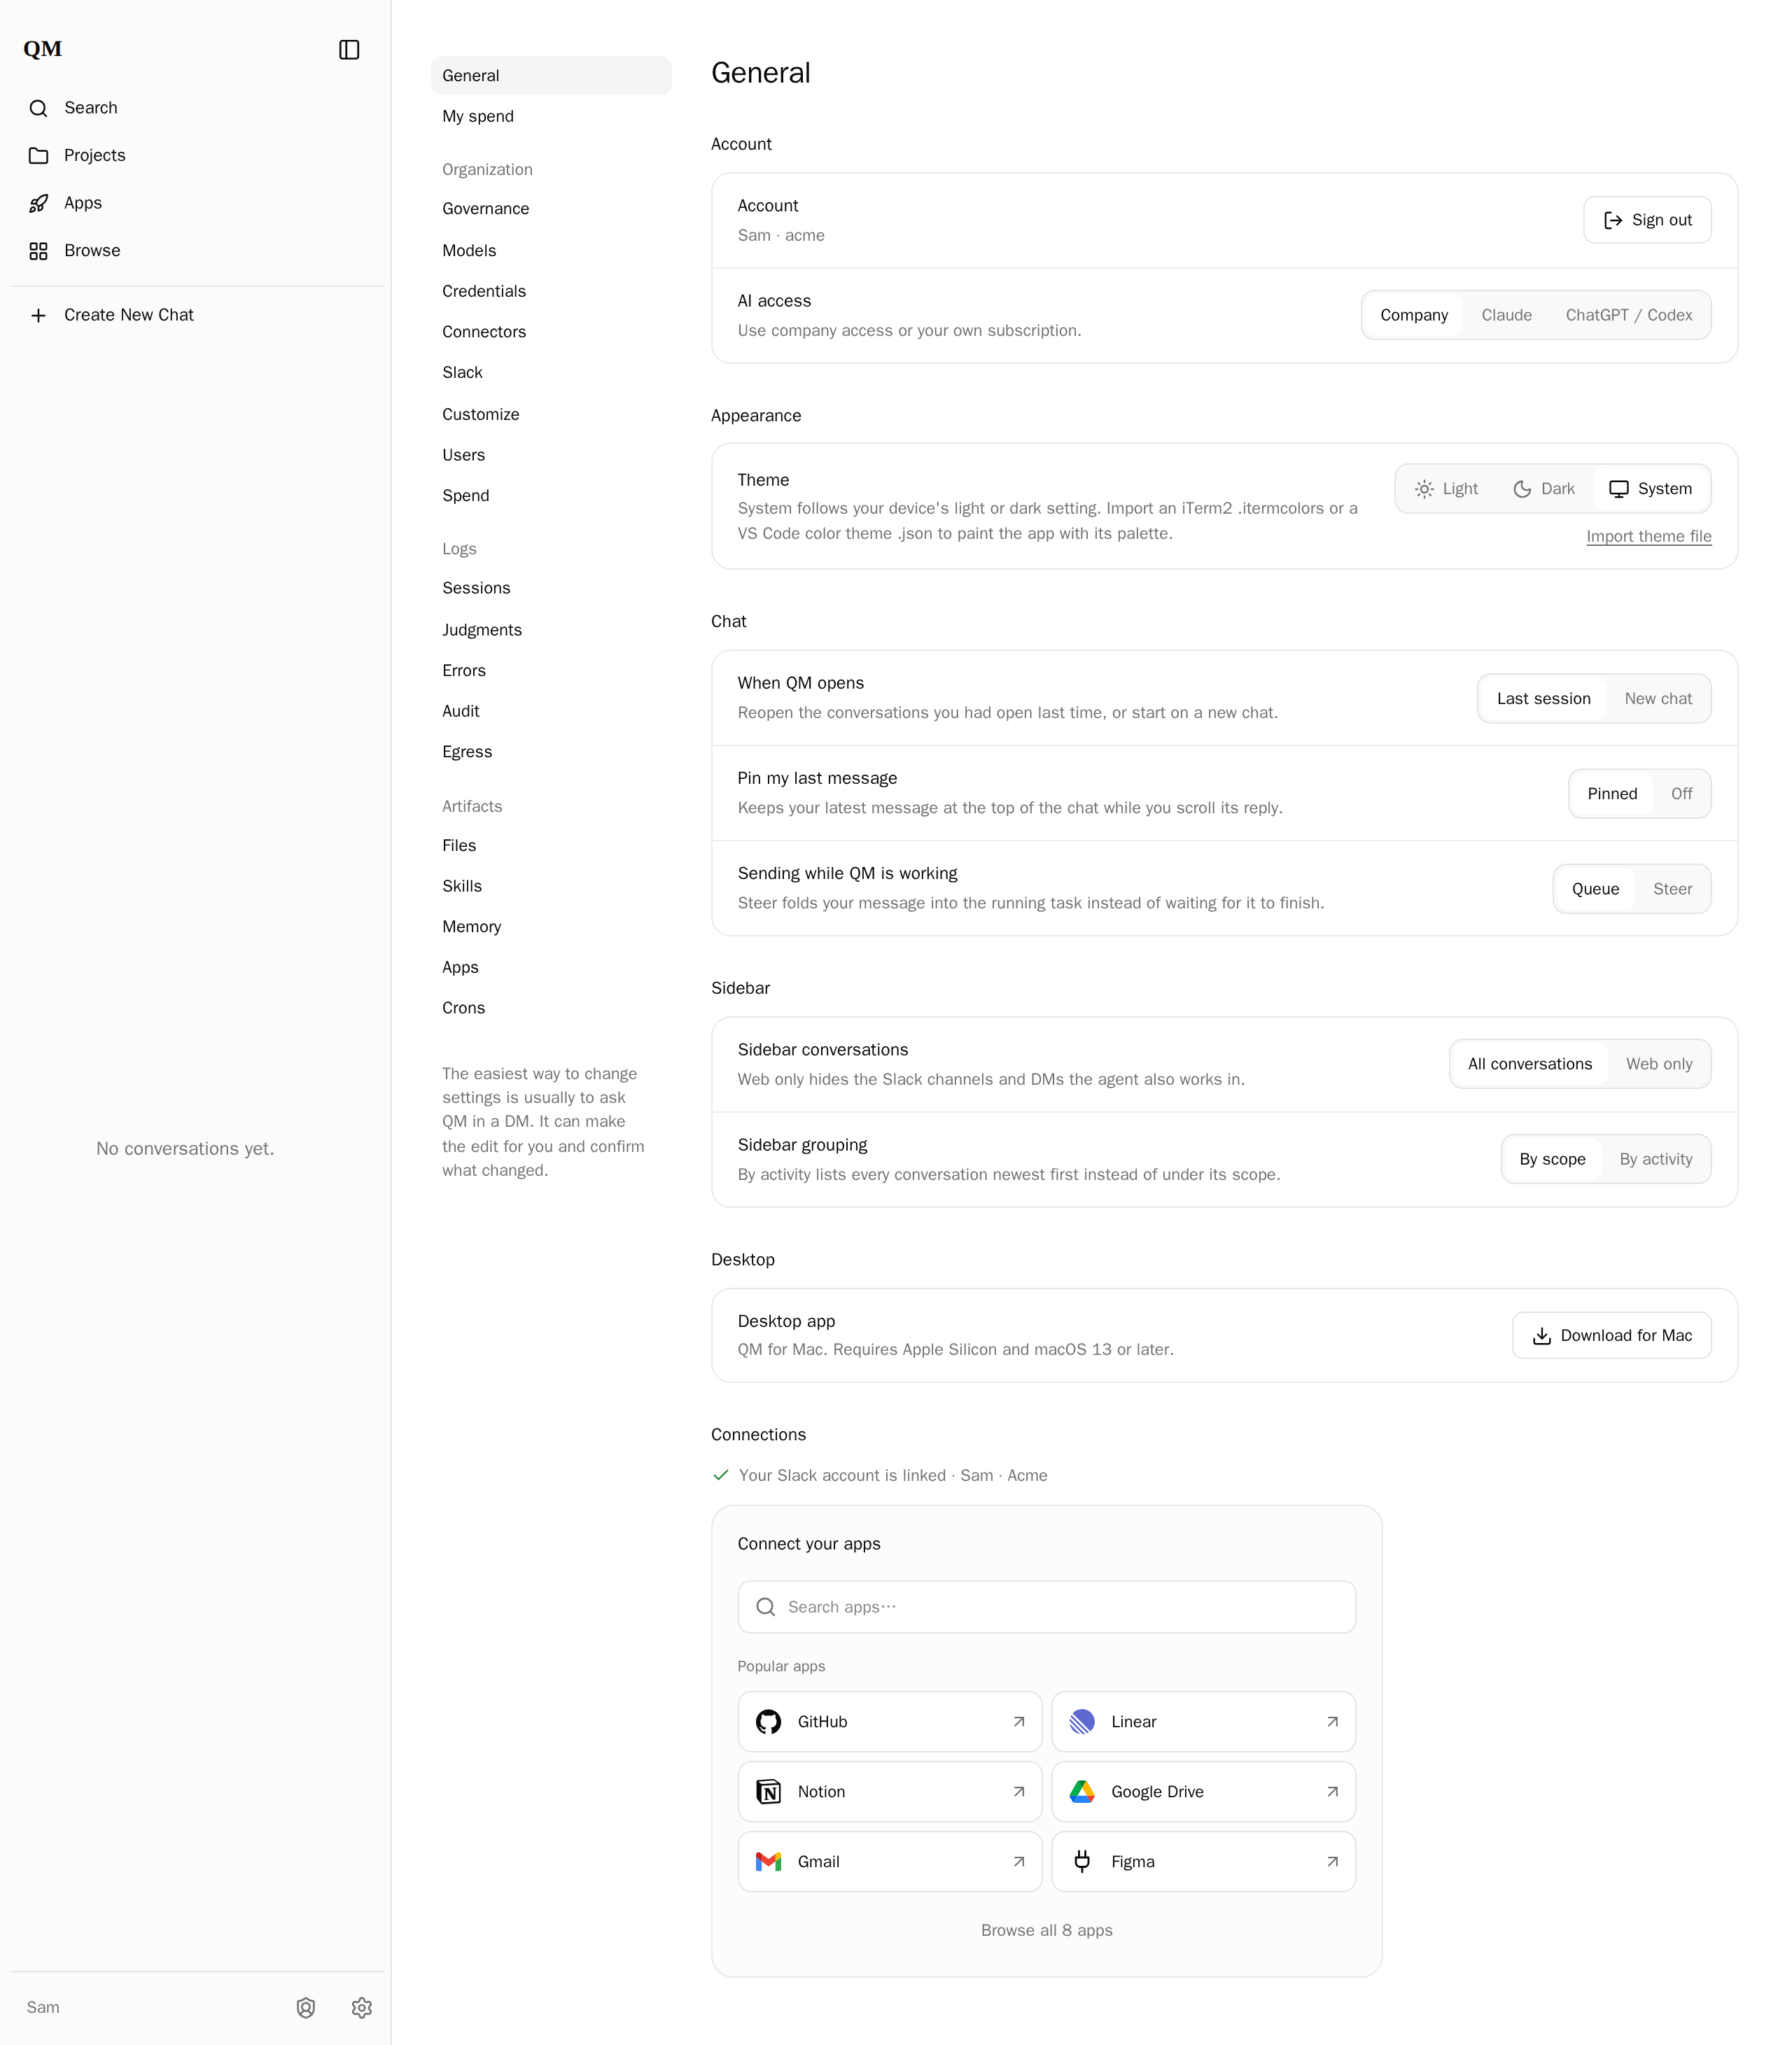 QM
Search
Projects
Apps
Browse
Create New Chat
No conversations yet.
Sam
General
My spend
Organization
Governance
Models
Credentials
Connectors
Slack
Customize
Users
Spend
Logs
Sessions
Judgments
Errors
Audit
Egress
Artifacts
Files
Skills
Memory
Apps
Crons
The easiest way to change
settings is usually to ask
QM in a DM. It can make
the edit for you and confirm
what changed.
General
Account
Account
Sam · acme
Sign out
AI access
Use company access or your own subscription.
Company Claude ChatGPT / Codex
Appearance
Theme
System follows your device's light or dark setting. Import an iTerm2 .itermcolors or a
VS Code color theme .json to paint the app with its palette.
Light Dark System
Import theme file
Chat
When QM opens
Reopen the conversations you had open last time, or start on a new chat.
Last session New chat
Pin my last message
Keeps your latest message at the top of the chat while you scroll its reply.
Pinned Off
Sending while QM is working
Steer folds your message into the running task instead of waiting for it to finish.
Queue Steer
Sidebar
Sidebar conversations
Web only hides the Slack channels and DMs the agent also works in.
All conversations Web only
Sidebar grouping
By activity lists every conversation newest first instead of under its scope.
By scope By activity
Desktop
Desktop app
QM for Mac. Requires Apple Silicon and macOS 13 or later.
Download for Mac
Connections
Your Slack account is linked · Sam · Acme
Connect your apps
Search apps…
Popular apps
GitHub Linear
Notion Google Drive
Gmail Figma
Browse all 8 apps